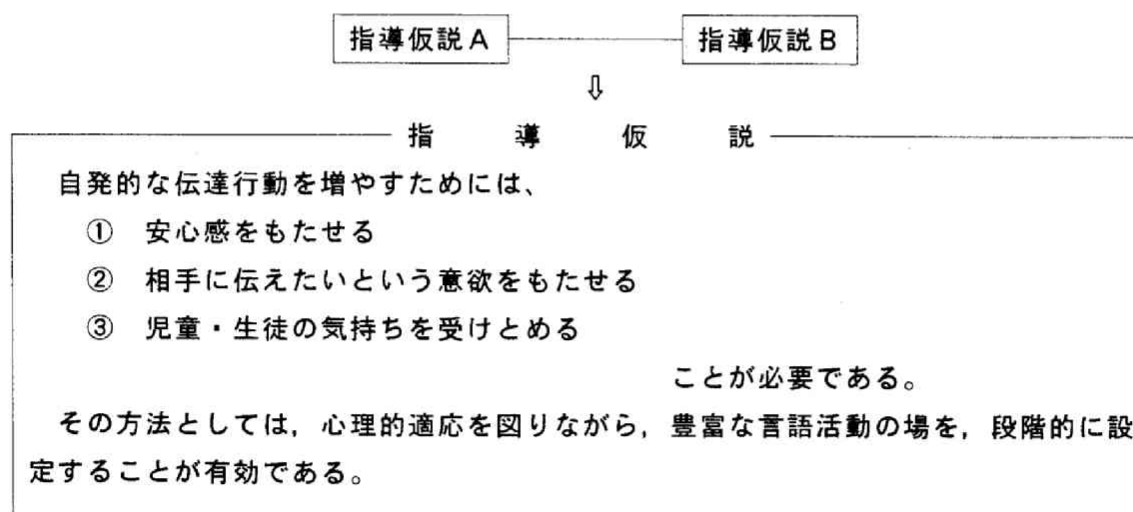 指導仮説A 指導仮説B
⇩
指導仮説
自発的な伝達行動を増やすためには、
① 安心感をもたせる
② 相手に伝えたいという意欲をもたせる
③ 児童・生徒の気持ちを受けとめる
ことが必要である。
その方法としては，心理的適応を図りながら，豊富な言語活動の場を，段階的に設
定することが有効である。